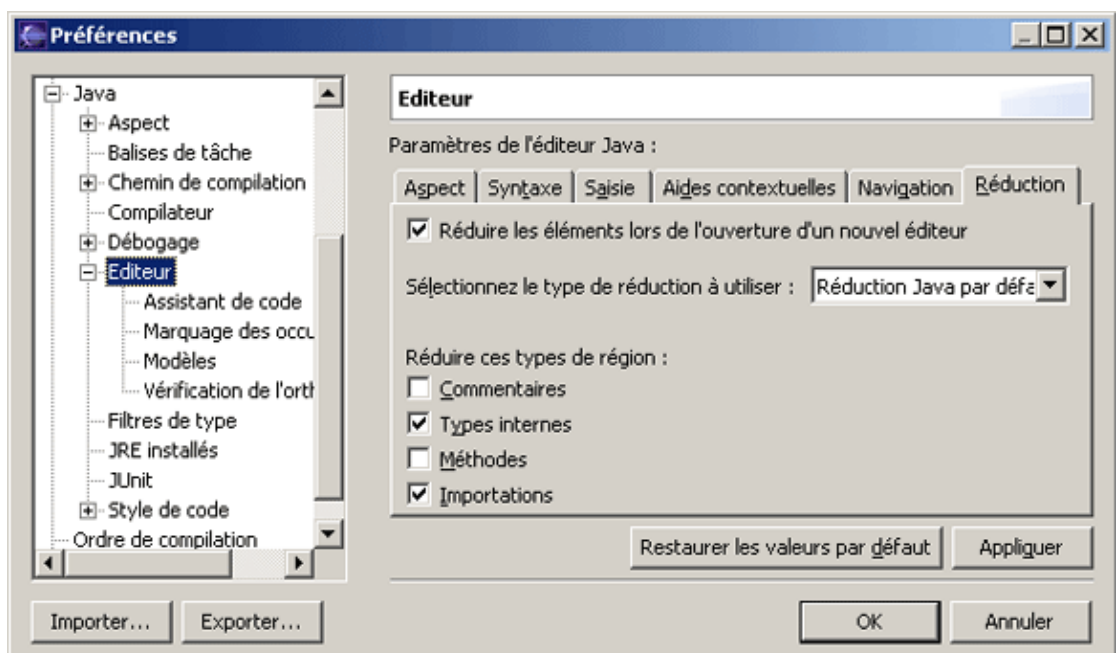 Préférences
Java
Aspect
Balises de tâche
Chemin de compilation
Compilateur
Débogage
Editeur
Assistant de code
Marquage des occu
Modèles
Vérification de l'orth
Filtres de type
JRE installés
JUnit
Style de code
Ordre de compilation
Editeur
Paramètres de l'éditeur Java :
Aspect Syntaxe Saisie Aides contextuelles Navigation Réduction
Réduire les éléments lors de l'ouverture d'un nouvel éditeur
Sélectionnez le type de réduction à utiliser : Réduction Java par défa
Réduire ces types de région :
Commentaires
Types internes
Méthodes
Importations
Restaurer les valeurs par défaut Appliquer
Importer... Exporter... OK Annuler